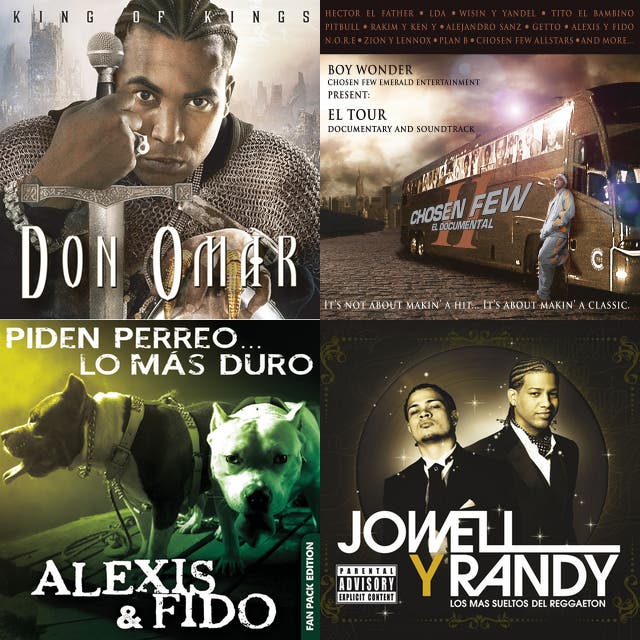 KING OF KINGS
DON OMAR
HECTOR EL FATHER • LDA • WISIN Y YANDEL • TITO EL BAMBINO
PITBULL • RAKIM Y KEN Y • ALEJANDRO SANZ • GETTO • ALEXIS Y FIDO
N.O.R.E • ZION Y LENNOX • PLAN B • CHOSEN FEW ALLSTARS • AND MORE...
BOY WONDER
CHOSEN FEW EMERALD ENTERTAINMENT
PRESENT:
EL TOUR
DOCUMENTARY AND SOUNDTRACK
CHOSEN FEW
II
EL DOCUMENTAL
IT'S NOT ABOUT MAKIN' A HIT... IT'S ABOUT MAKIN' A CLASSIC.
PIDEN PERREO...
LO MÁS DURO
ALEXIS
& FIDO
FAN PACK EDITION
JOWELL
Y RANDY
LOS MAS SUELTOS DEL REGGAETON
PARENTAL
ADVISORY
EXPLICIT CONTENT